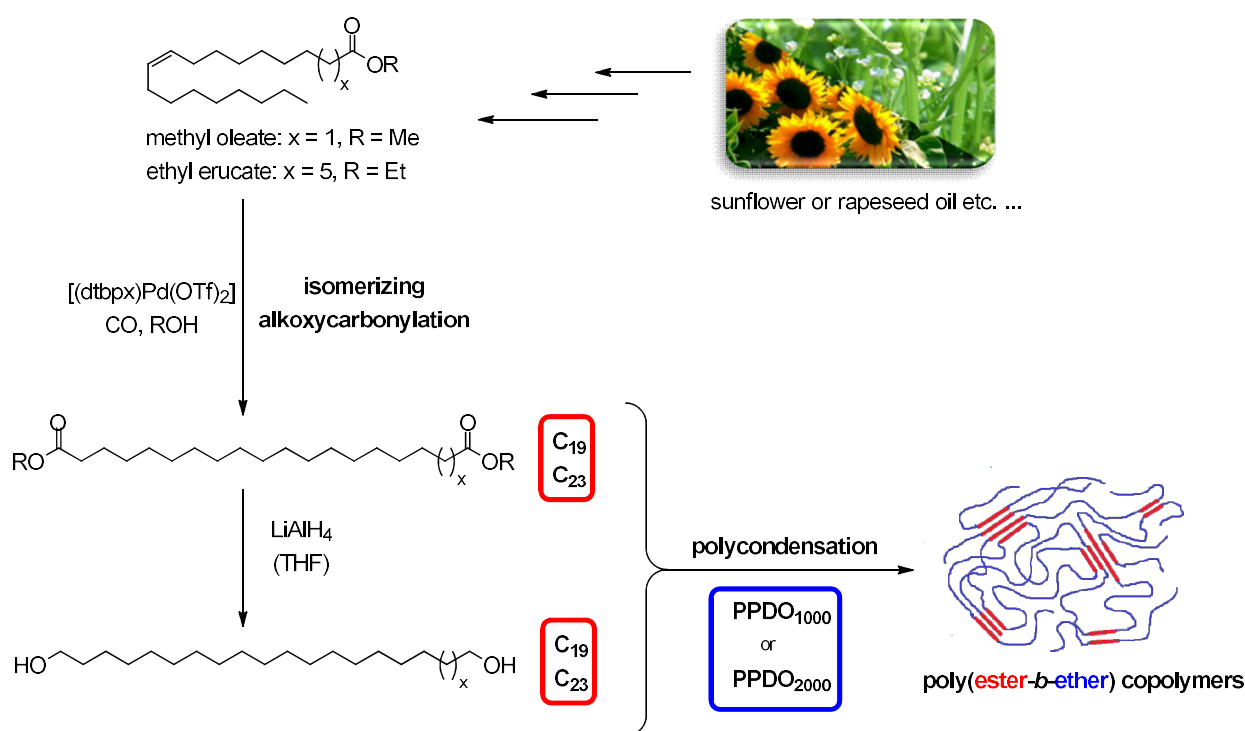 O
OR
x
methyl oleate: x = 1, R = Me
ethyl erucate: x = 5, R = Et
sunflower or rapeseed oil etc. ...
[(dtbpx)Pd(OTf)2]
CO, ROH
isomerizing
alkoxycarbonylation
O
RO
O
OR
x
C19
C23
LiAlH4
(THF)
polycondensation
HO
OH
x
C19
C23
PPDO1000
or
PPDO2000
poly(ester-b-ether) copolymers